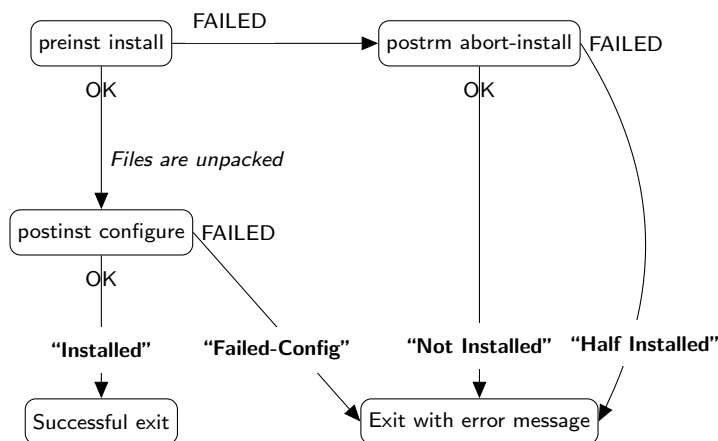 FAILED
preinst install
postrm abort-install
FAILED
OK
OK
Files are unpacked
postinst configure
FAILED
OK
“Installed”
“Failed-Config”
“Not Installed”
“Half Installed”
Successful exit
Exit with error message